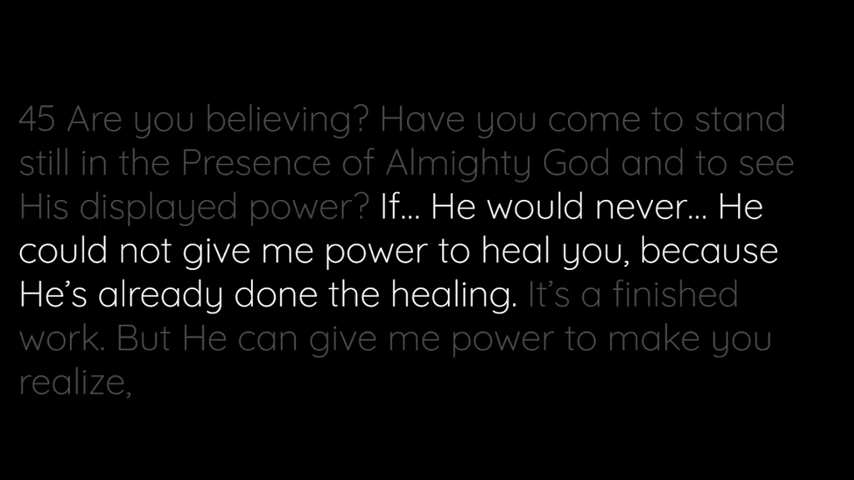 45 Are you believing? Have you come to stand
still in the Presence of Almighty God and to see
His displayed power? If... He would never... He
could not give me power to heal you, because
He's already done the healing. It's a finished
work. But He can give me power to make you
realize,